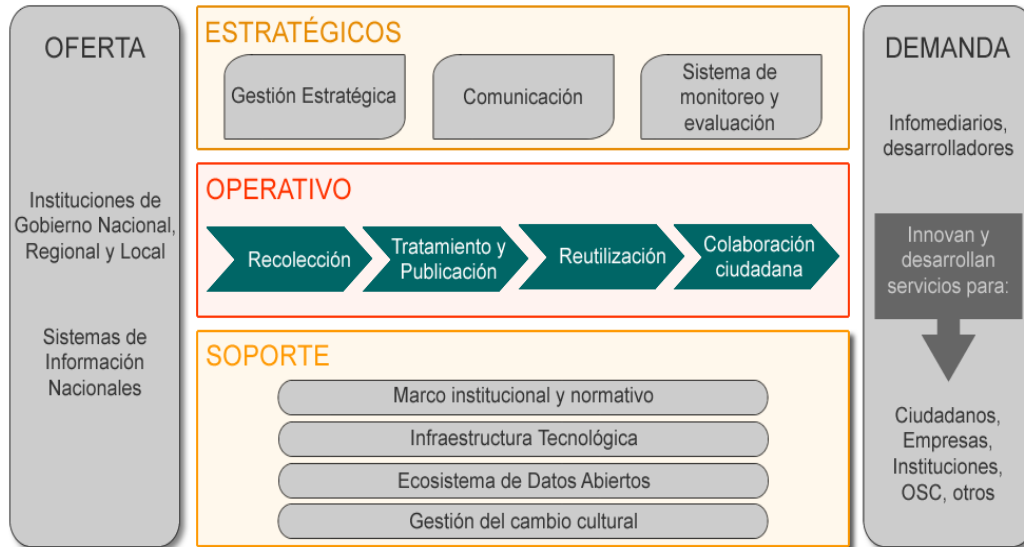 OFERTA
Instituciones de
Gobierno Nacional,
Regional y Local
Sistemas de
Información
Nacionales
ESTRATÉGICOS
Gestión Estratégica
Comunicación
Sistema de
monitoreo y
evaluación
OPERATIVO
Recolección
Tratamiento y
Publicación
Reutilización
Colaboración
ciudadana
SOPORTE
Marco institucional y normativo
Infraestructura Tecnológica
Ecosistema de Datos Abiertos
Gestión del cambio cultural
DEMANDA
Infomediarios,
desarrolladores
Innovan y
desarrollan
servicios para:
Ciudadanos,
Empresas,
Instituciones,
OSC, otros